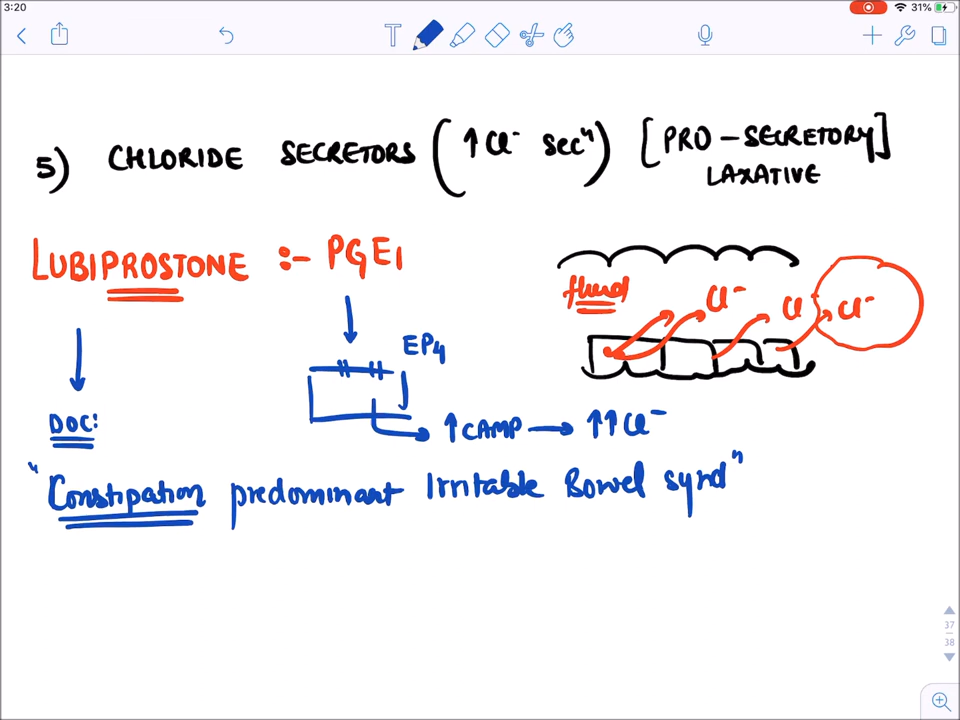 3:20
31%
T
5) CHLORIDE SECRETORS (↑Cl⁻ secⁿ) [PRO-SECRETORY]
LAXATIVE
LUBIPROSTONE :- PGE1
fluid Cl⁻ Cl⁻ Cl⁻
EP4
DOC:
↑cAMP → ↑↑Cl⁻
"Constipation predominant Irritable Bowel synd"
37
38